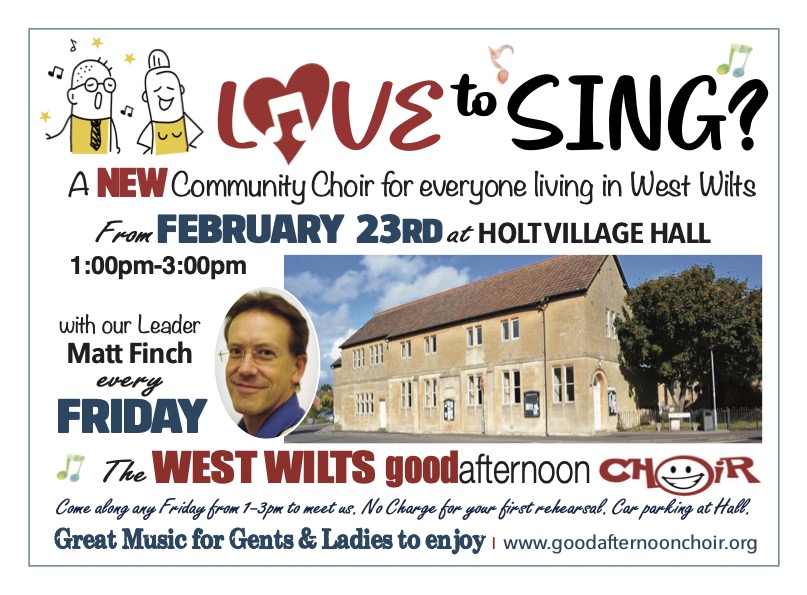 LOVE to SING?
A NEW Community Choir for everyone living in West Wilts
From FEBRUARY 23RD at HOLT VILLAGE HALL
1:00pm-3:00pm
with our Leader
Matt Finch
every
FRIDAY
The WEST WILTS goodafternoon CHOiR
Come along any Friday from 1-3pm to meet us. No Charge for your first rehearsal. Car parking at Hall.
Great Music for Gents & Ladies to enjoy | www.goodafternoonchoir.org